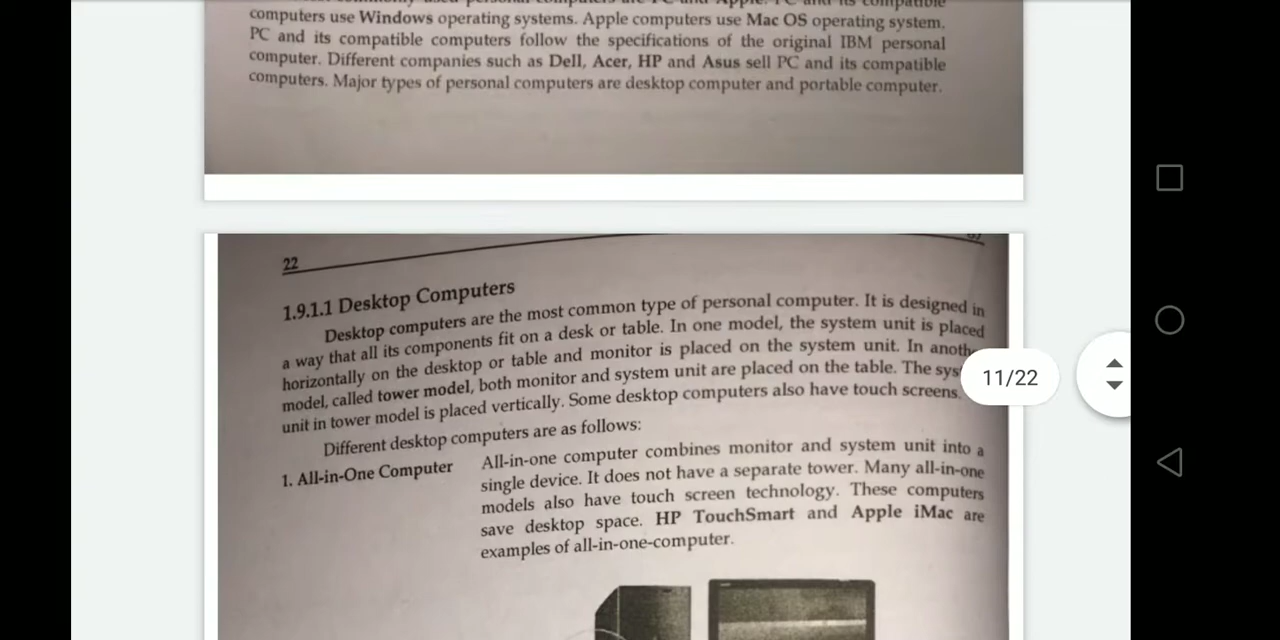 computers use Windows operating systems. Apple computers use Mac OS operating system.
PC and its compatible computers follow the specifications of the original IBM personal
computer. Different companies such as Dell, Acer, HP and Asus sell PC and its compatible
computers. Major types of personal computers are desktop computer and portable computer.
22
1.9.1.1 Desktop Computers
Desktop computers are the most common type of personal computer. It is designed in
a way that all its components fit on a desk or table. In one model, the system unit is placed
horizontally on the desktop or table and monitor is placed on the system unit. In anoth
model, called tower model, both monitor and system unit are placed on the table. The sys
unit in tower model is placed vertically. Some desktop computers also have touch screens.
11/22
Different desktop computers are as follows:
1. All-in-One Computer
All-in-one computer combines monitor and system unit into a
single device. It does not have a separate tower. Many all-in-one
models also have touch screen technology. These computers
save desktop space. HP TouchSmart and Apple iMac are
examples of all-in-one-computer.